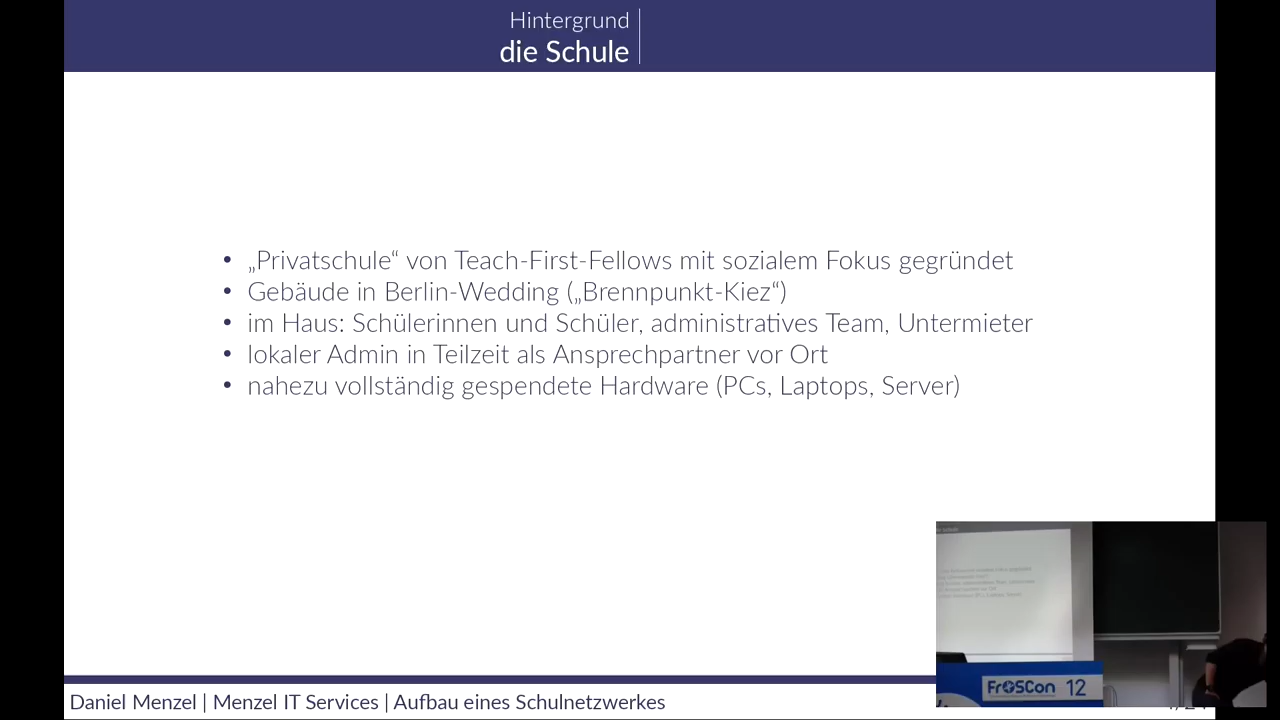 Hintergrund
die Schule
• „Privatschule“ von Teach-First-Fellows mit sozialem Fokus gegründet
• Gebäude in Berlin-Wedding („Brennpunkt-Kiez“)
• im Haus: Schülerinnen und Schüler, administratives Team, Untermieter
• lokaler Admin in Teilzeit als Ansprechpartner vor Ort
• nahezu vollständig gespendete Hardware (PCs, Laptops, Server)
FrOSCon 12
Daniel Menzel | Menzel IT Services | Aufbau eines Schulnetzwerkes